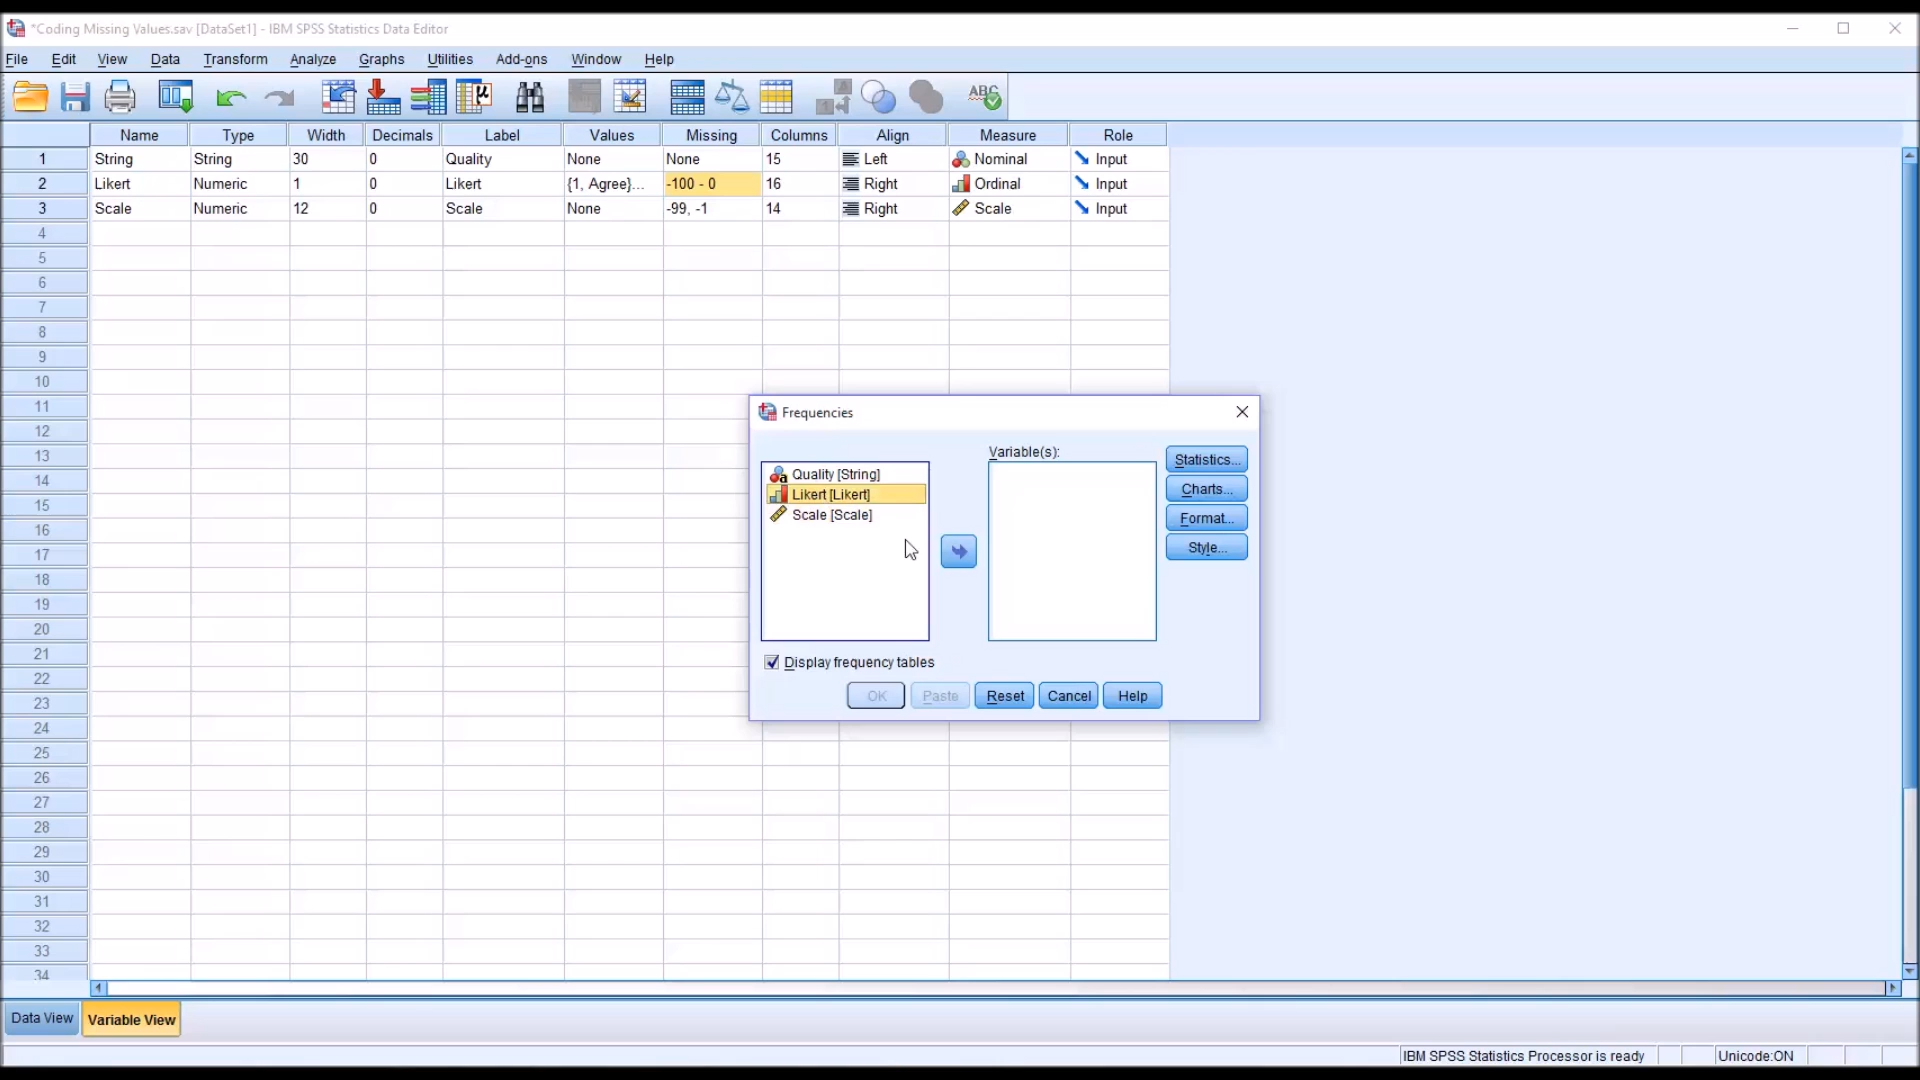 *Coding Missing Values.sav [DataSet1] - IBM SPSS Statistics Data Editor
File Edit View Data Transform Analyze Graphs Utilities Add-ons Window Help
Name Type Width Decimals Label Values Missing Columns Align Measure Role
1 String String 30 0 Quality None None 15 Left Nominal Input
2 Likert Numeric 1 0 Likert {1, Agree}... -100 - 0 16 Right Ordinal Input
3 Scale Numeric 12 0 Scale None -99, -1 14 Right Scale Input
4
5
6
7
8
9
10
11
12
13
14
15
16
17
18
19
20
21
22
23
24
25
26
27
28
29
30
31
32
33
34
Frequencies
Variable(s):
Quality [String]
Likert [Likert]
Scale [Scale]
Statistics...
Charts...
Format...
Style...
Display frequency tables
OK Paste Reset Cancel Help
Data View Variable View
IBM SPSS Statistics Processor is ready Unicode:ON